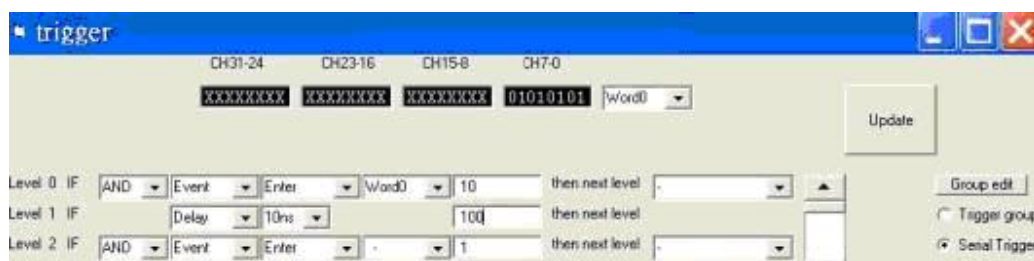 trigger
CH31-24 CH23-16 CH15-8 CH7-0
XXXXXXXX XXXXXXXX XXXXXXXX 01010101 Word0
Update
Level 0 IF AND Event Enter Word0 10 then next level - Group edit
Level 1 IF Delay 10ns 100 then next level Trigger group
Level 2 IF AND Event Enter - 1 then next level - Serial Trigge